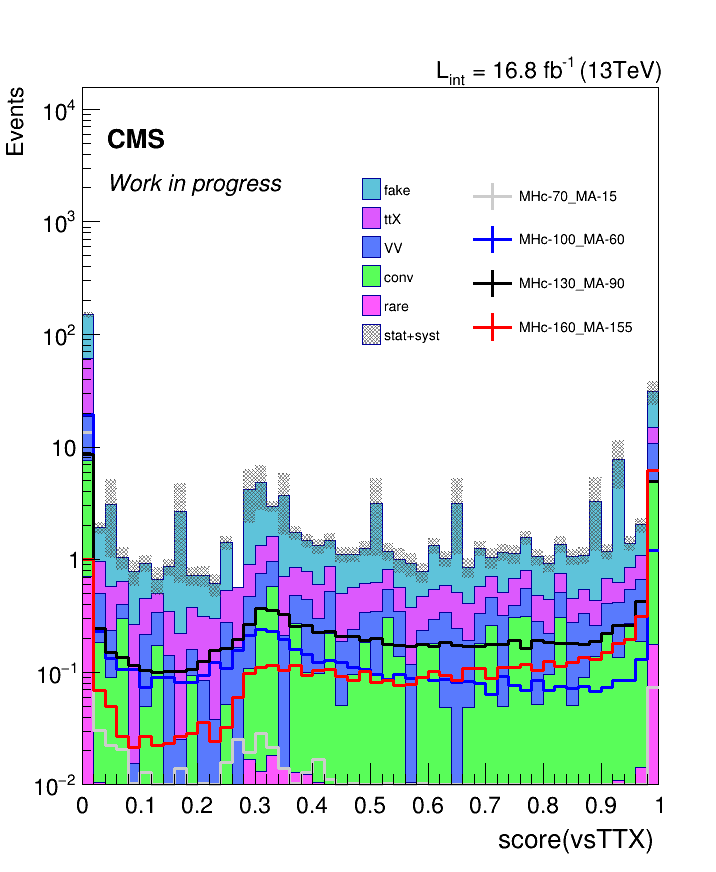 L_int = 16.8 fb^-1 (13TeV)
Events
CMS
Work in progress
fake
ttX
VV
conv
rare
stat+syst
MHc-70_MA-15
MHc-100_MA-60
MHc-130_MA-90
MHc-160_MA-155
10^4
10^3
10^2
10
1
10^−1
10^−2
0 0.1 0.2 0.3 0.4 0.5 0.6 0.7 0.8 0.9 1
score(vsTTX)